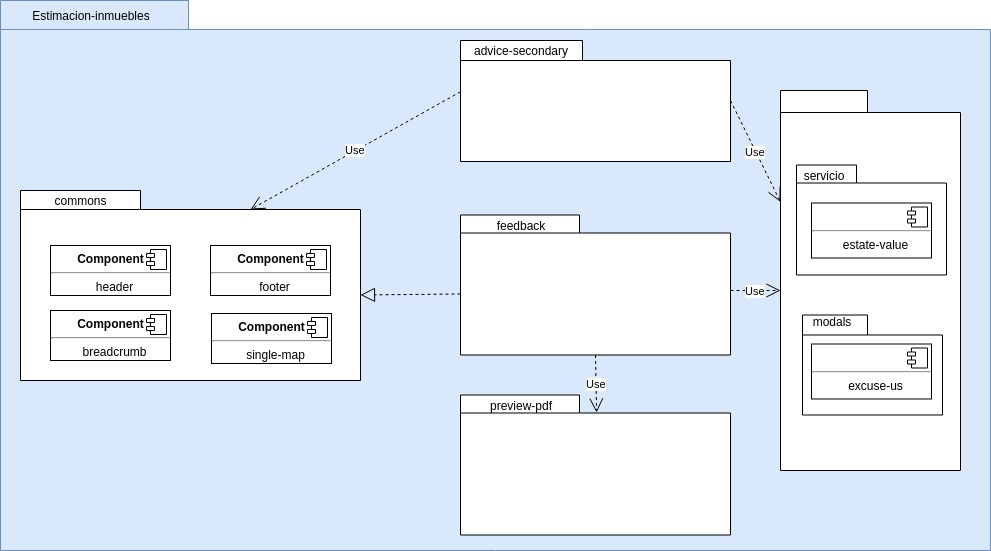 Estimacion-inmuebles
advice-secondary
Use
Use
commons
Component
header
Component
footer
Component
breadcrumb
Component
single-map
feedback
Use
Use
preview-pdf
servicio
estate-value
modals
excuse-us